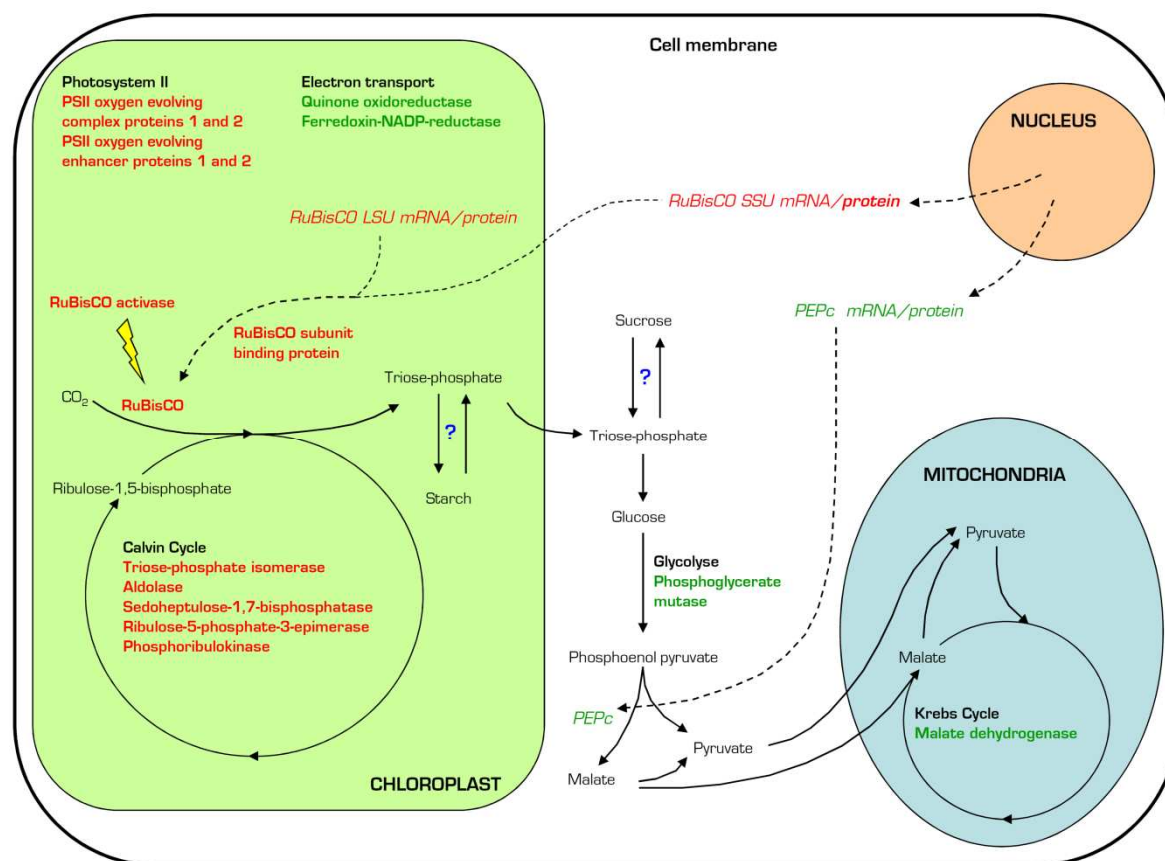 Cell membrane
Photosystem II
PSII oxygen evolving
complex proteins 1 and 2
PSII oxygen evolving
enhancer proteins 1 and 2
Electron transport
Quinone oxidoreductase
Ferredoxin-NADP-reductase
NUCLEUS
RuBisCO LSU mRNA/protein
RuBisCO SSU mRNA/protein
PEPc mRNA/protein
RuBisCO activase
RuBisCO subunit
binding protein
CO₂
RuBisCO
Triose-phosphate
?
Starch
Sucrose
?
Triose-phosphate
Glucose
Glycolyse
Phosphoglycerate
mutase
Phosphoenol pyruvate
PEPc
Pyruvate
Malate
Ribulose-1,5-bisphosphate
Calvin Cycle
Triose-phosphate isomerase
Aldolase
Sedoheptulose-1,7-bisphosphatase
Ribulose-5-phosphate-3-epimerase
Phosphoribulokinase
CHLOROPLAST
MITOCHONDRIA
Pyruvate
Malate
Krebs Cycle
Malate dehydrogenase